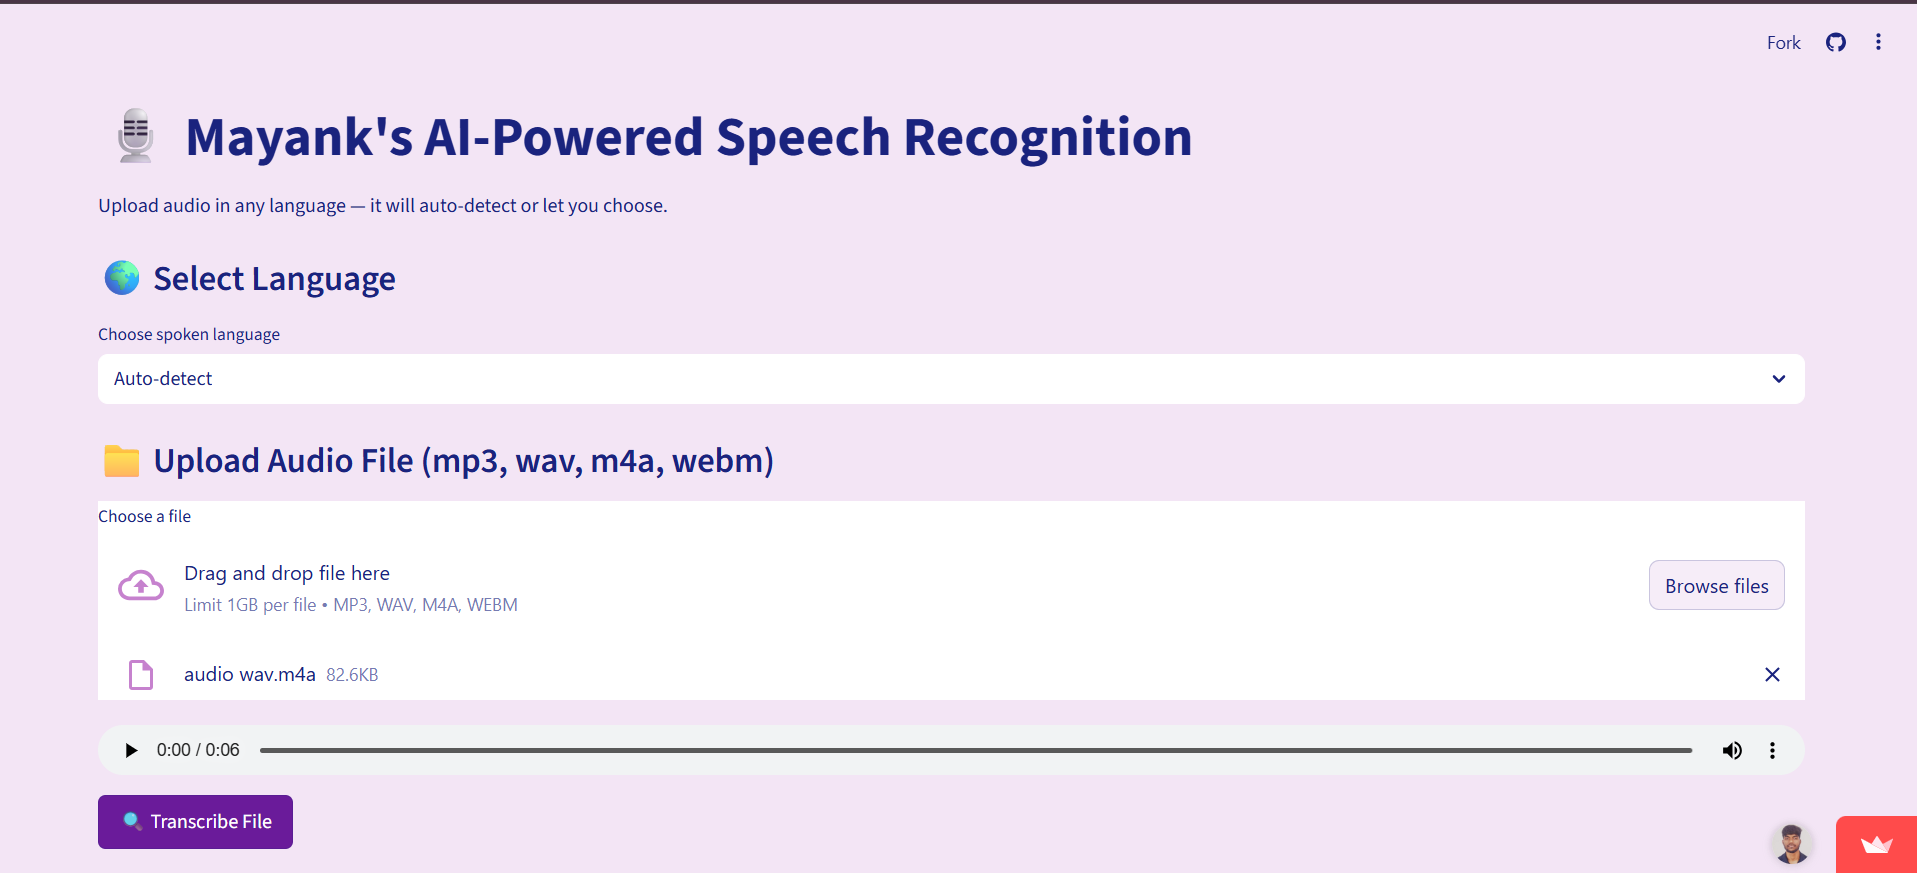 Fork
Mayank's AI-Powered Speech Recognition
Upload audio in any language — it will auto-detect or let you choose.
Select Language
Choose spoken language
Auto-detect
Upload Audio File (mp3, wav, m4a, webm)
Choose a file
Drag and drop file here
Limit 1GB per file • MP3, WAV, M4A, WEBM
Browse files
audio wav.m4a 82.6KB
0:00 / 0:06
Transcribe File